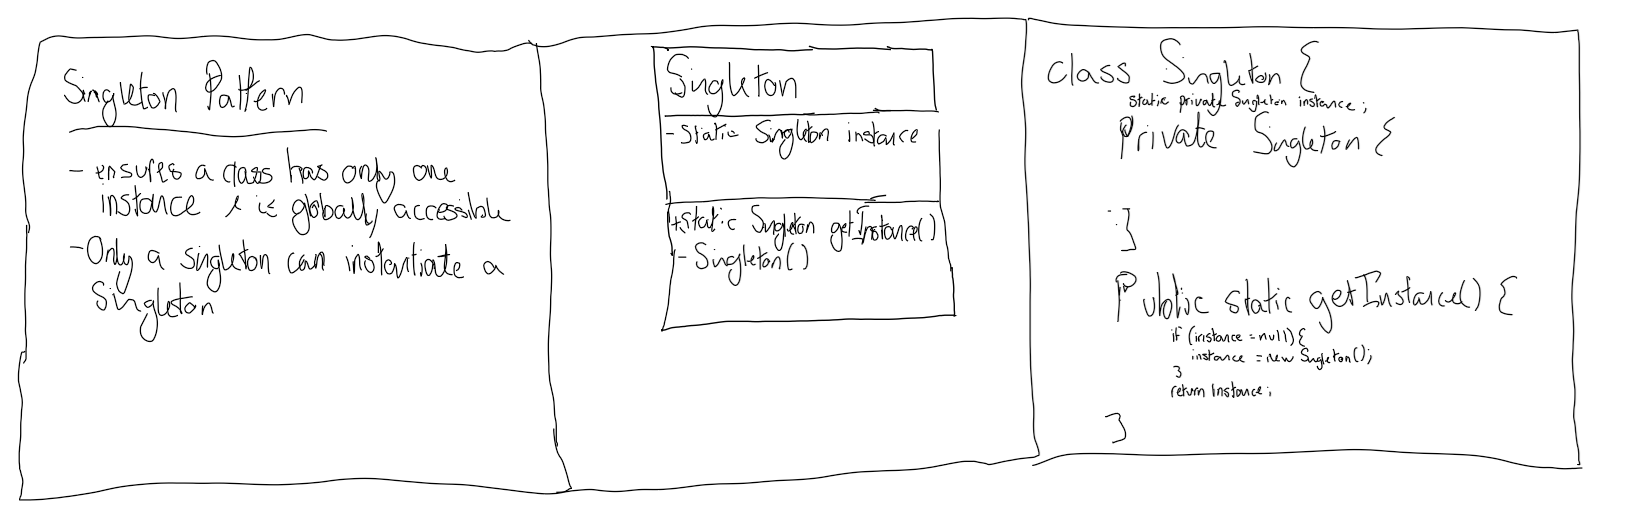 Singleton Pattern
- ensures a class has only one
instance & is globally accessible
- Only a singleton can instantiate a
Singleton
Singleton
- Static Singleton instance
+ Static Singleton getInstance()
- Singleton()
class Singleton {
static private Singleton instance;
Private Singleton {
}
Public static getInstance() {
if (instance = null) {
instance = new Singleton();
}
return Instance;
}